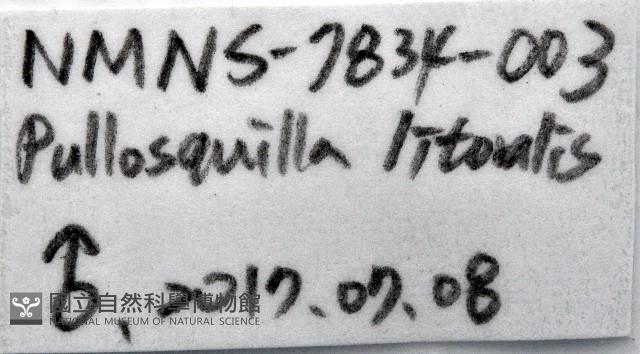 NMNS-7834-003
Pullosquilla litoralis
♂, 2017.07.08
國立自然科學博物館
NATIONAL MUSEUM OF NATURAL SCIENCE